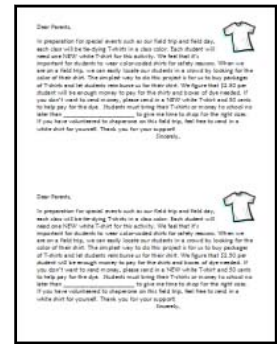 Dear Parents,
In preparation for special events such as our field trip and field day,
each class will be tie-dying T-shirts in a class color. Each student will
need one NEW white T-shirt for this activity. We feel that it's
important for students to wear color-coded shirts for safety reasons. When we
are on a field trip, we can easily locate our students in a crowd by looking for the
color of their shirt. The simplest way to do this project is for us to buy packages
of T-shirts and let students reimburse us for their shirt. We figure that $2.50 per
student will be enough money to pay for the shirt and boxes of dye needed. If
you don't want to send money, please send in a NEW white T-shirt and 50 cents
to help pay for the dye. Students must bring their T-shirts or money to school no
later than ______________ to give me time to shop for the right sizes.
If you have volunteered to chaperone on this field trip, feel free to send in a
white shirt for yourself. Thank you for your support!
Sincerely,
Dear Parents,
In preparation for special events such as our field trip and field day,
each class will be tie-dying T-shirts in a class color. Each student will
need one NEW white T-shirt for this activity. We feel that it's
important for students to wear color-coded shirts for safety reasons. When we
are on a field trip, we can easily locate our students in a crowd by looking for the
color of their shirt. The simplest way to do this project is for us to buy packages
of T-shirts and let students reimburse us for their shirt. We figure that $2.50 per
student will be enough money to pay for the shirt and boxes of dye needed. If
you don't want to send money, please send in a NEW white T-shirt and 50 cents
to help pay for the dye. Students must bring their T-shirts or money to school no
later than ______________ to give me time to shop for the right sizes.
If you have volunteered to chaperone on this field trip, feel free to send in a
white shirt for yourself. Thank you for your support!
Sincerely,